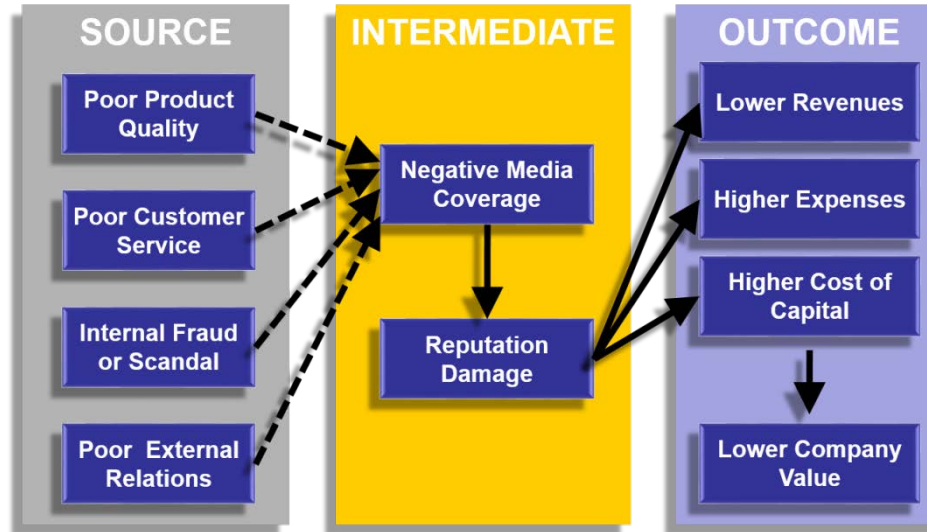 SOURCE
Poor Product
Quality
Poor Customer
Service
Internal Fraud
or Scandal
Poor External
Relations
INTERMEDIATE
Negative Media
Coverage
Reputation
Damage
OUTCOME
Lower Revenues
Higher Expenses
Higher Cost of
Capital
Lower Company
Value